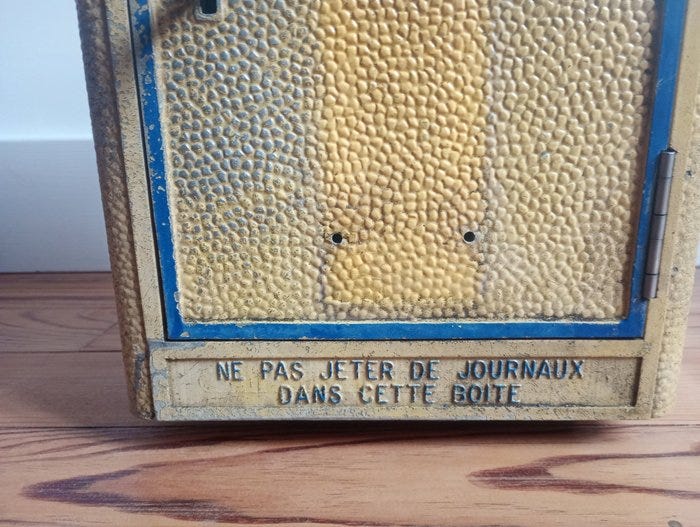 NE PAS JETER DE JOURNAUX
DANS CETTE BOITE